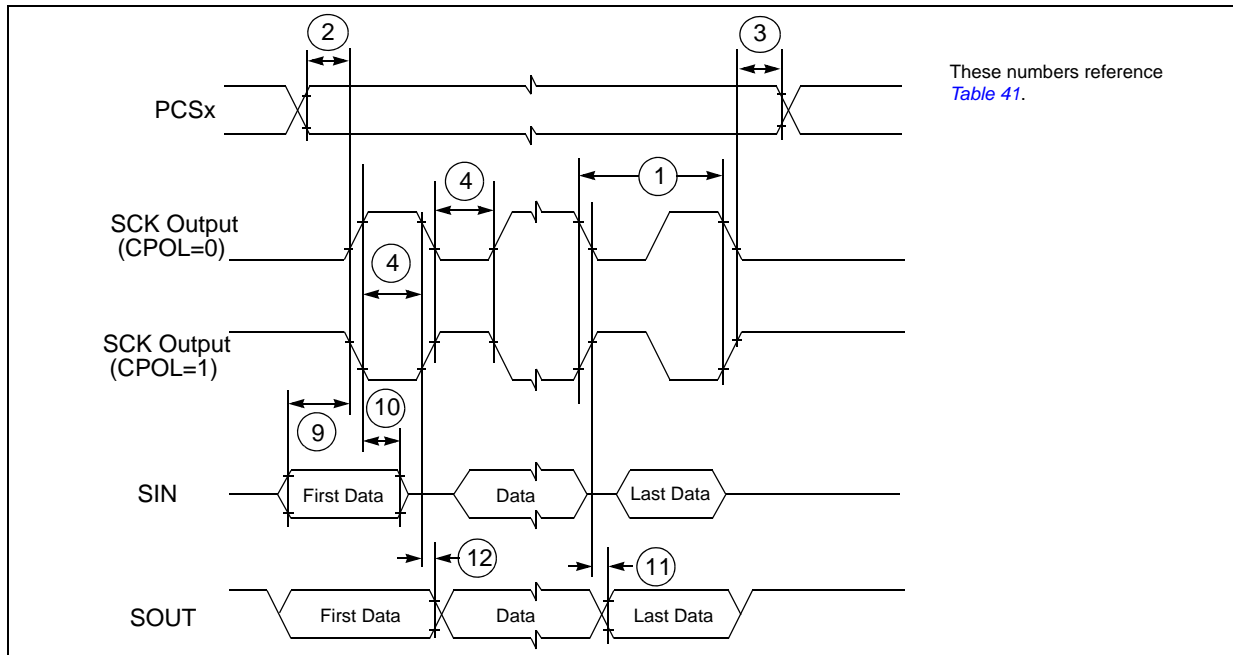 2
3
These numbers reference
Table 41.
PCSx
4
1
SCK Output
(CPOL=0)
4
SCK Output
(CPOL=1)
9
10
SIN
First Data
Data
Last Data
12
11
SOUT
First Data
Data
Last Data